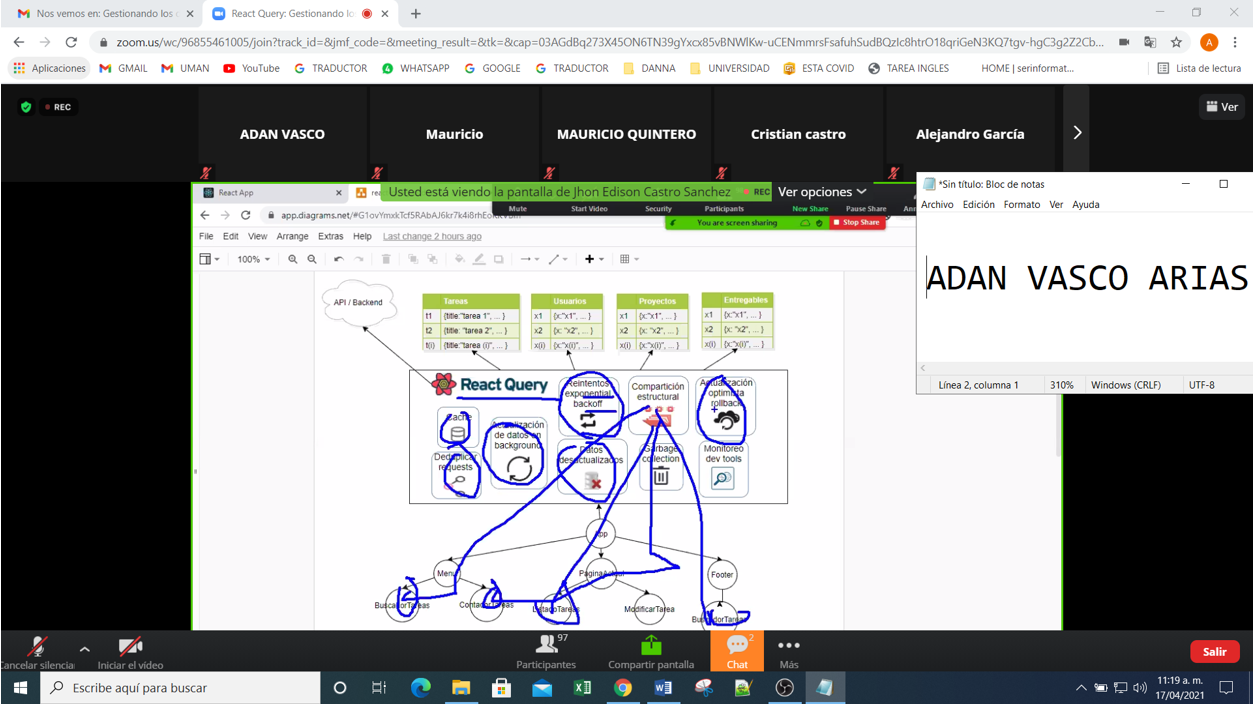 Nos vemos en: Gestionando los
React Query: Gestionando lo
zoom.us/wc/96855461005/join?track_id=&jmf_code=&meeting_result=&tk=&cap=03AGdBq273X45ON6TN39gYxcx85vBNWlKw-uCENmmrsFsafuhSudBQzIc8htrO18qriGeN3KQ7tgv-hgC3g2Z2Cb...
A
Aplicaciones
GMAIL
UMAN
YouTube
TRADUCTOR
WHATSAPP
GOOGLE
TRADUCTOR
DANNA
UNIVERSIDAD
ESTA COVID
TAREA INGLES
HOME | serinformat...
Lista de lectura
REC
ADAN VASCO
Mauricio
MAURICIO QUINTERO
Cristian castro
Alejandro García
Ver
React App
Usted está viendo la pantalla de Jhon Edison Castro Sanchez
REC
Ver opciones
Mute
Start Video
Security
Participants
New Share
Pause Share
You are screen sharing
Stop Share
File Edit View Arrange Extras Help Last change 2 hours ago
100%
API / Backend
Tareas
t1 {title:"tarea 1", ... }
t2 {title: "tarea 2", ... }
t(i) {title:"tarea (i)", ... }
Usuarios
x1 {x:"x1", ... }
x2 {x: "x2", ... }
x(i) {x:"x(i)", ... }
Proyectos
x1 {x:"x1", ... }
x2 {x: "x2", ... }
x(i) {x:"x(i)", ... }
Entregables
x1 {x:"x1", ... }
x2 {x: "x2", ... }
x(i) {x:"x(i)", ... }
React Query
Reintentos
exponential
backoff
Compartición
estructural
Actualización
optimista
rollback
Cache
Actualización
de datos en
background
Deduplicar
requests
Datos
desactualizados
Garbage
collection
Monitoreo
dev tools
App
Menu
PaginaActual
Footer
BuscadorTareas
ContadorTareas
ListadoTareas
ModificarTarea
BuscadorTareas
*Sin título: Bloc de notas
Archivo Edición Formato Ver Ayuda
ADAN VASCO ARIAS
Línea 2, columna 1
310%
Windows (CRLF)
UTF-8
Cancelar silencia
Iniciar el vídeo
97
Participantes
Compartir pantalla
2
Chat
Más
Salir
Escribe aquí para buscar
11:19 a. m.
17/04/2021